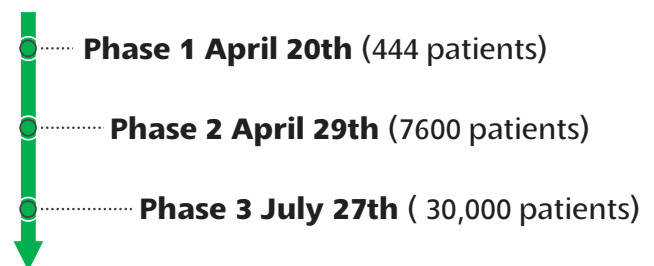 Phase 1 April 20th (444 patients)
Phase 2 April 29th (7600 patients)
Phase 3 July 27th ( 30,000 patients)